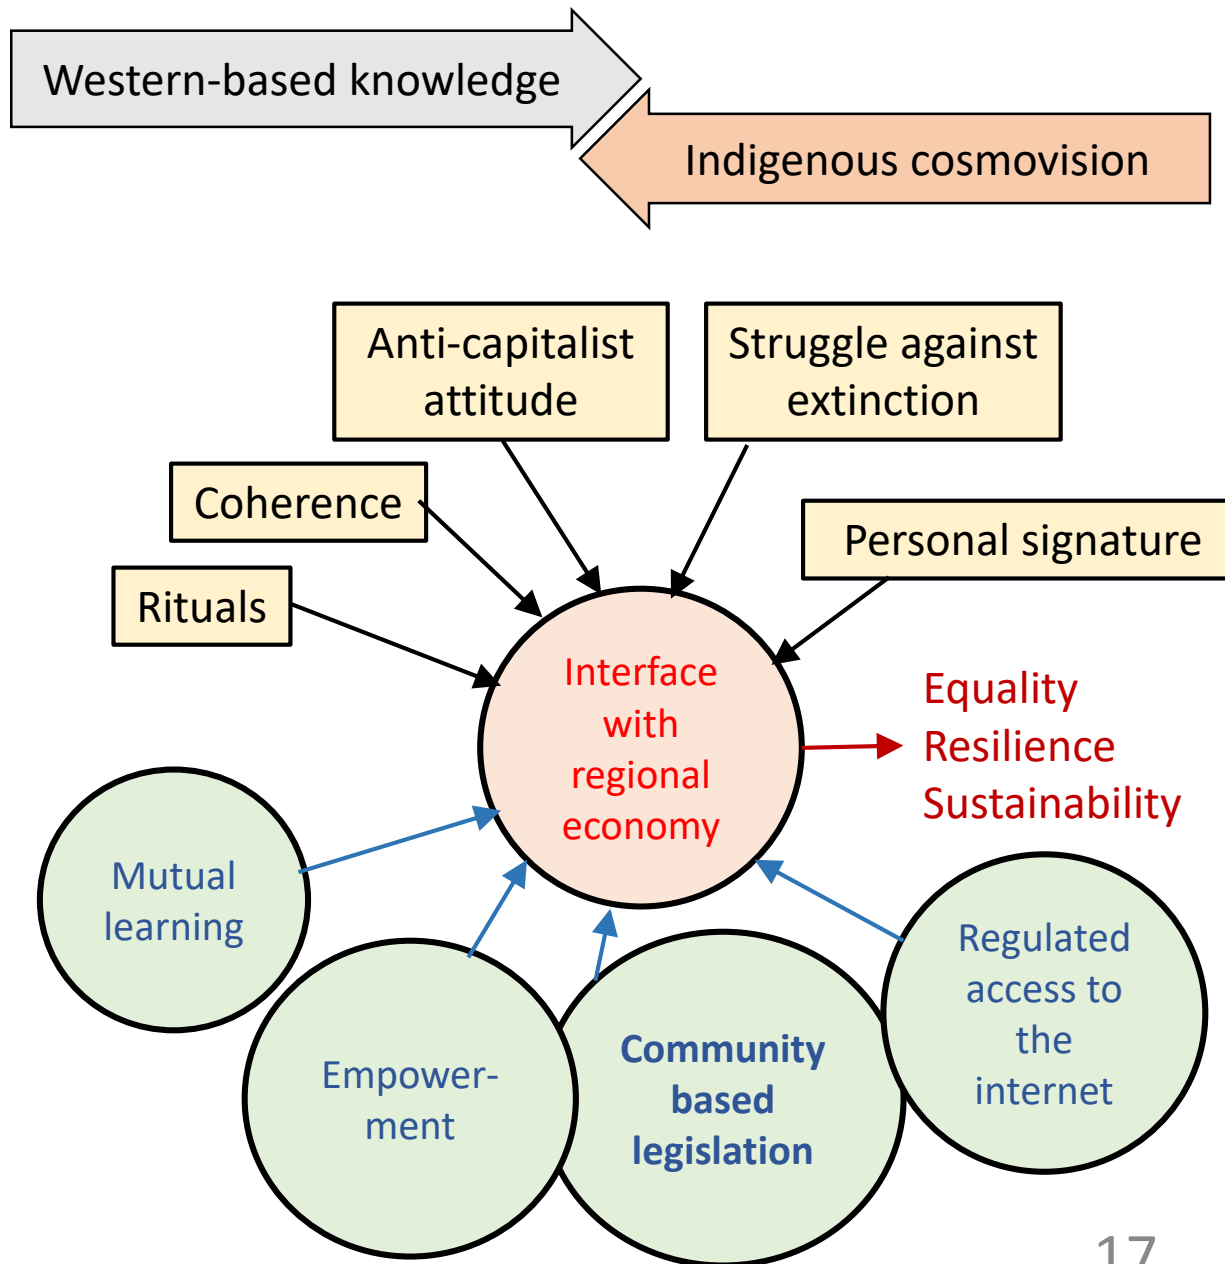 Western-based knowledge
Indigenous cosmovision
Anti-capitalist
attitude
Struggle against
extinction
Coherence
Personal signature
Rituals
Interface
with
regional
economy
Equality
Resilience
Sustainability
Mutual
learning
Empower-
ment
Community
based
legislation
Regulated
access to
the
internet
17